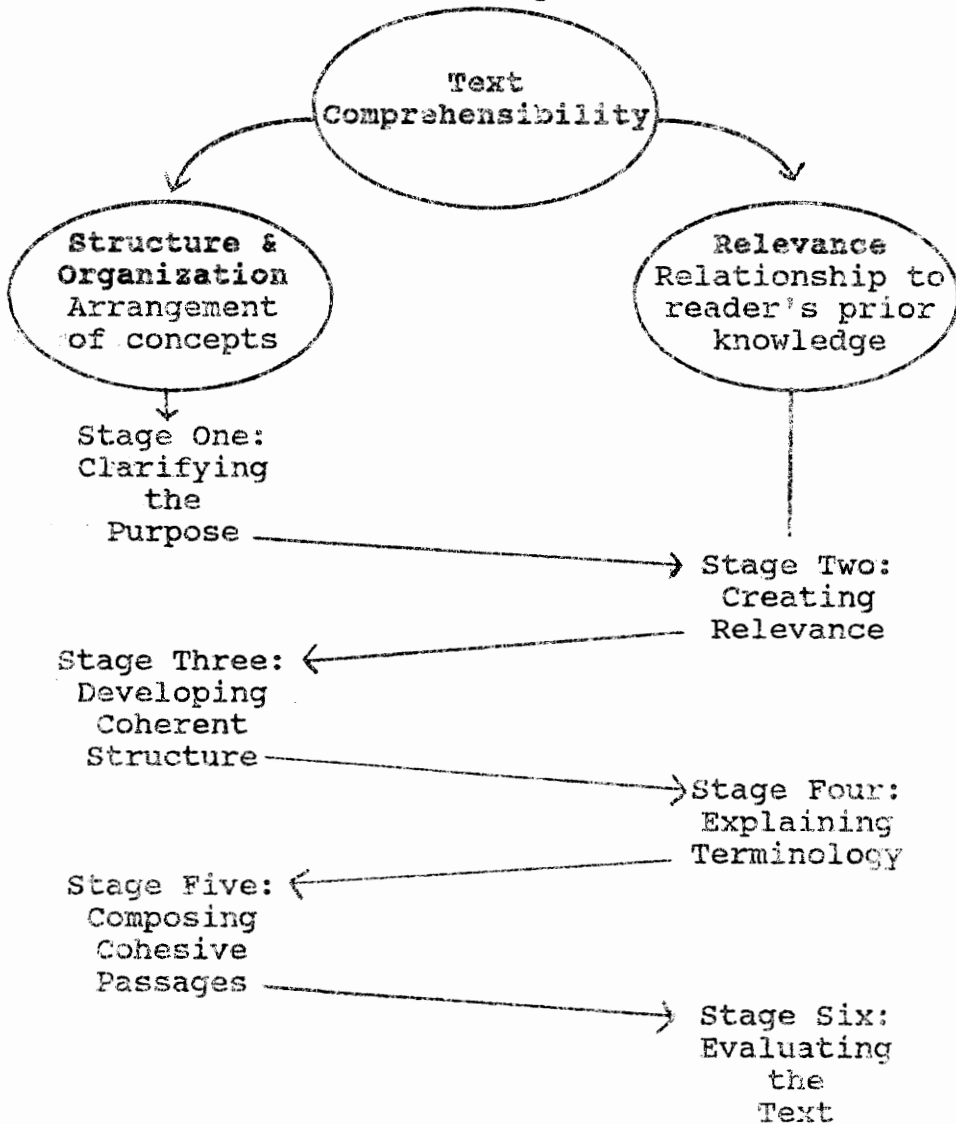 Text
Comprehensibility
Structure &
Organization
Arrangement
of concepts
Relevance
Relationship to
reader's prior
knowledge
Stage One:
Clarifying
the
Purpose
Stage Two:
Creating
Relevance
Stage Three:
Developing
Coherent
Structure
Stage Four:
Explaining
Terminology
Stage Five:
Composing
Cohesive
Passages
Stage Six:
Evaluating
the
Text